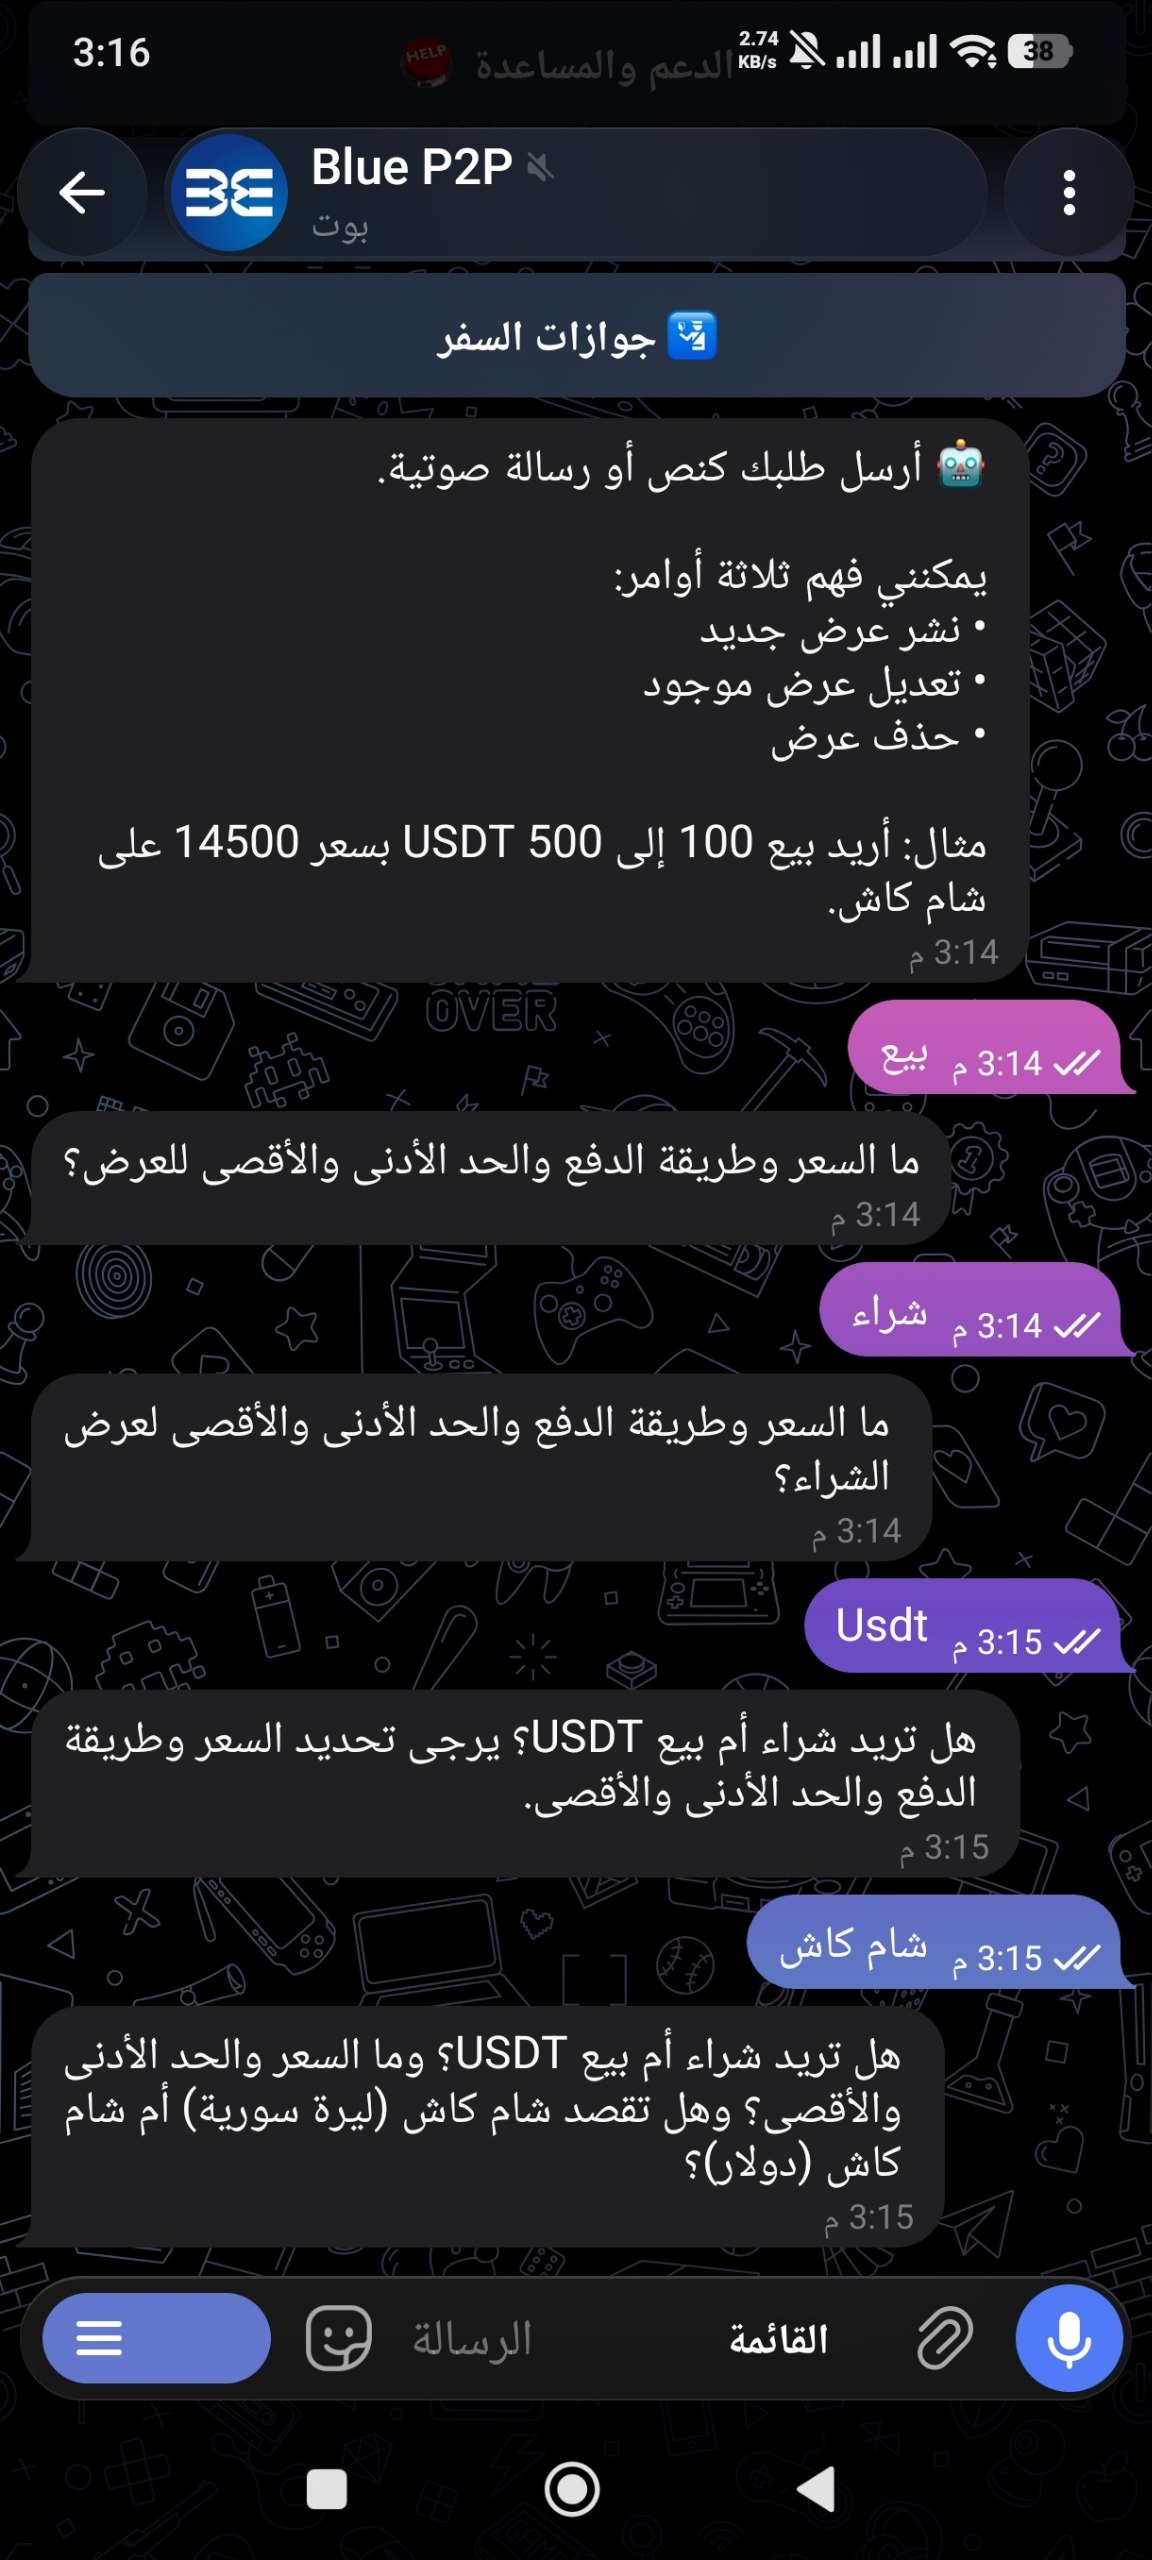 3:16
2.74
KB/s
38
HELP
الدعم والمساعدة
Blue P2P
بوت
🛂 جوازات السفر
🤖 أرسل طلبك كنص أو رسالة صوتية.
يمكنني فهم ثلاثة أوامر:
• نشر عرض جديد
• تعديل عرض موجود
• حذف عرض
مثال: أريد بيع 100 إلى 500 USDT بسعر 14500 على
شام كاش.
3:14 م
GAME
OVER
بيع
3:14 م
ما السعر وطريقة الدفع والحد الأدنى والأقصى للعرض؟
3:14 م
شراء
3:14 م
ما السعر وطريقة الدفع والحد الأدنى والأقصى لعرض
الشراء؟
3:14 م
Usdt
3:15 م
هل تريد شراء أم بيع USDT؟ يرجى تحديد السعر وطريقة
الدفع والحد الأدنى والأقصى.
3:15 م
شام كاش
3:15 م
هل تريد شراء أم بيع USDT؟ وما السعر والحد الأدنى
والأقصى؟ وهل تقصد شام كاش (ليرة سورية) أم شام
كاش (دولار)؟
3:15 م
الرسالة
القائمة